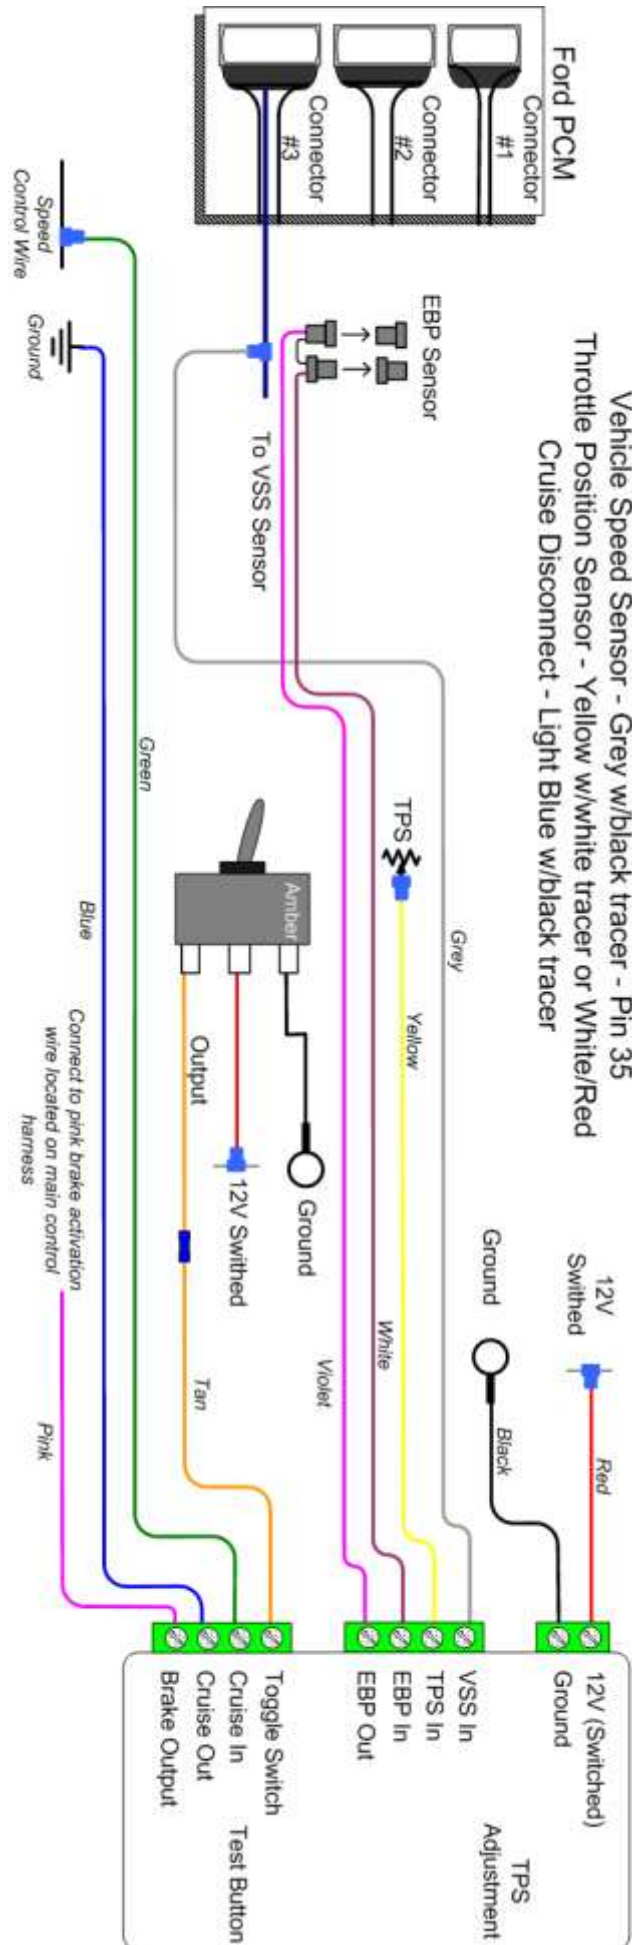 Vehicle Speed Sensor - Grey w/black tracer - Pin 35
Throttle Position Sensor - Yellow w/white tracer or White/Red
Cruise Disconnect - Light Blue w/black tracer
Ford PCM
Connector
#1
Connector
#2
Connector
#3
EBP Sensor
To VSS Sensor
Speed
Control Wire
Ground
12V
Swithed
Red
Ground
Black
Grey
TPS
Yellow
White
Violet
Amber
Ground
12V Swithed
Output
Tan
Green
Blue
Connect to pink brake activation
wire located on main control
harness
Pink
12V (Switched)
Ground
TPS
Adjustment
VSS In
TPS In
EBP In
EBP Out
Toggle Switch
Cruise In
Test Button
Cruise Out
Brake Output